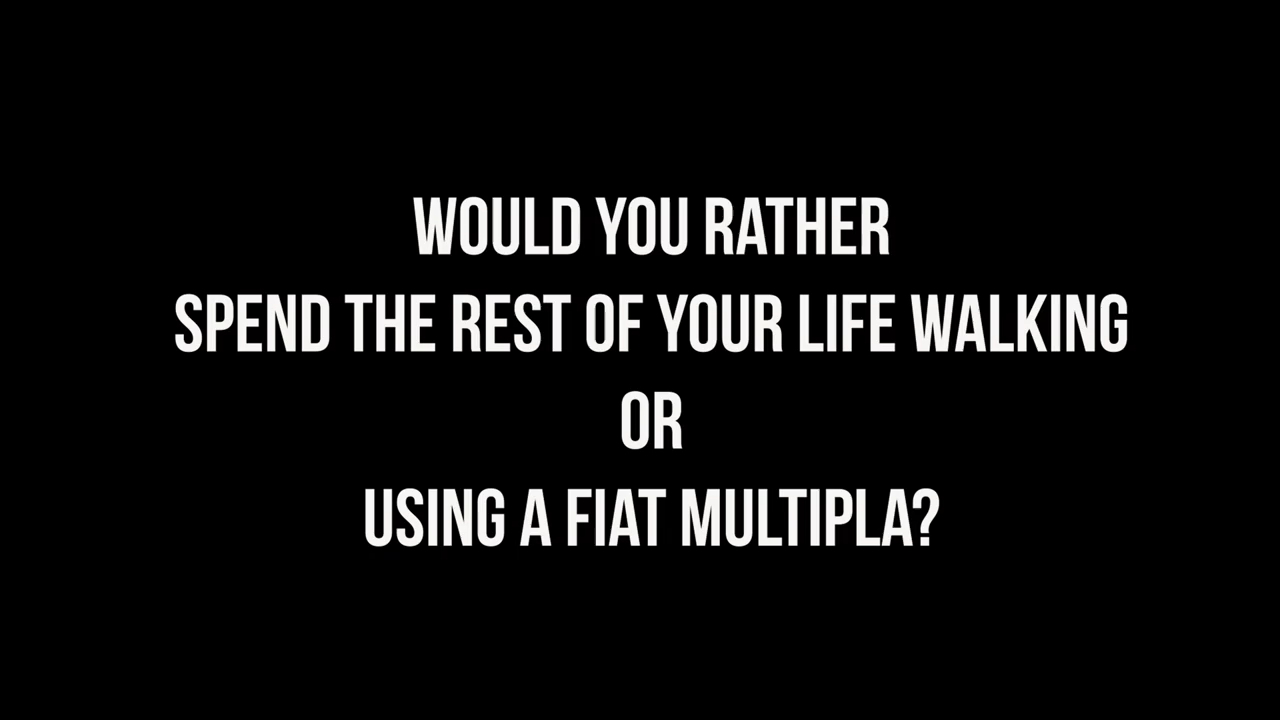 WOULD YOU RATHER
SPEND THE REST OF YOUR LIFE WALKING
OR
USING A FIAT MULTIPLA?